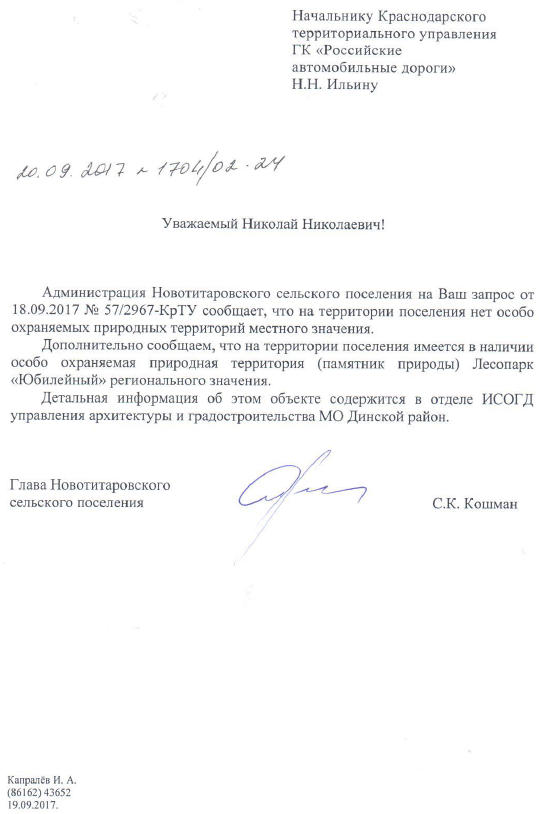 Начальнику Краснодарского
территориального управления
ГК «Российские
автомобильные дороги»
Н.Н. Ильину
20.09.2017 № 1704/02-24
Уважаемый Николай Николаевич!
Администрация Новотитаровского сельского поселения на Ваш запрос от
18.09.2017 № 57/2967-КрТУ сообщает, что на территории поселения нет особо
охраняемых природных территорий местного значения.
Дополнительно сообщаем, что на территории поселения имеется в наличии
особо охраняемая природная территория (памятник природы) Лесопарк
«Юбилейный» регионального значения.
Детальная информация об этом объекте содержится в отделе ИСОГД
управления архитектуры и градостроительства МО Динской район.
Глава Новотитаровского
сельского поселения
С.К. Кошман
Капралёв И. А.
(86162) 43652
19.09.2017.